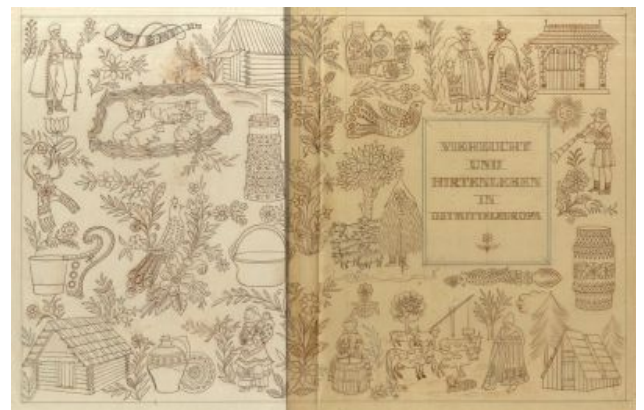 VIEHZUCHT
UND
HIRTENLEBEN
IN
OSTMITTELEUROPA